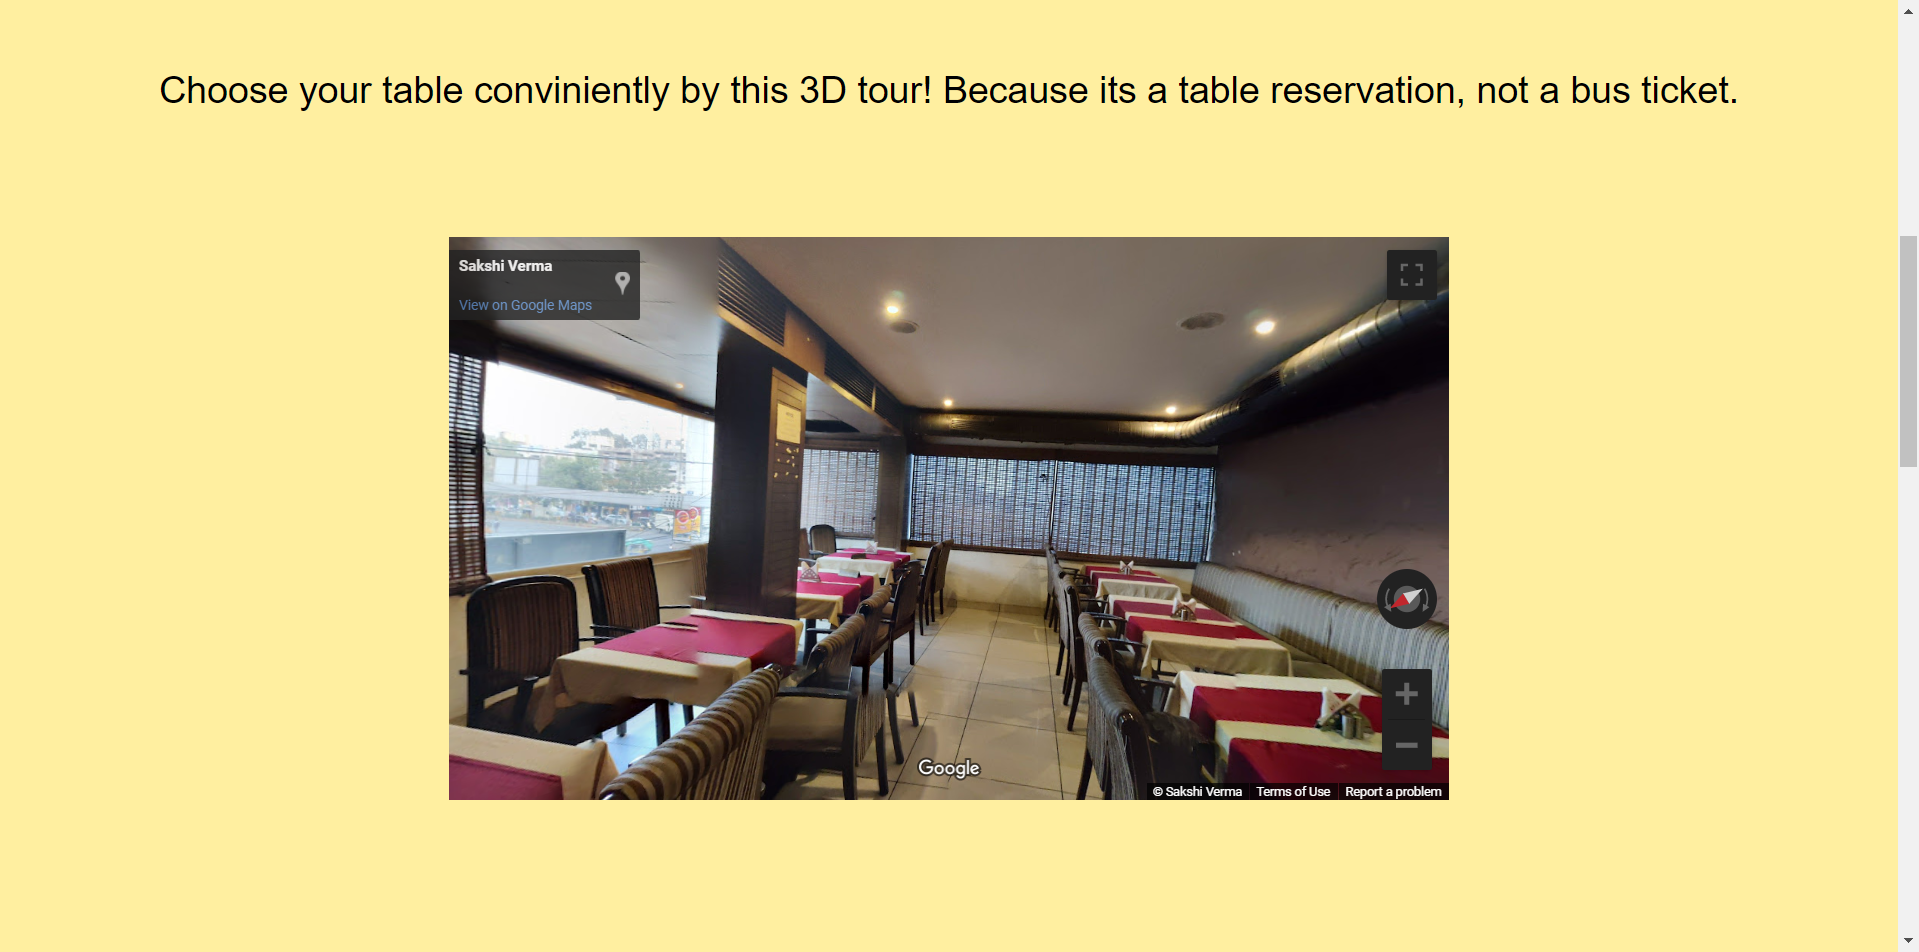 Choose your table conviniently by this 3D tour! Because its a table reservation, not a bus ticket.
Sakshi Verma
View on Google Maps
Google
© Sakshi Verma Terms of Use Report a problem